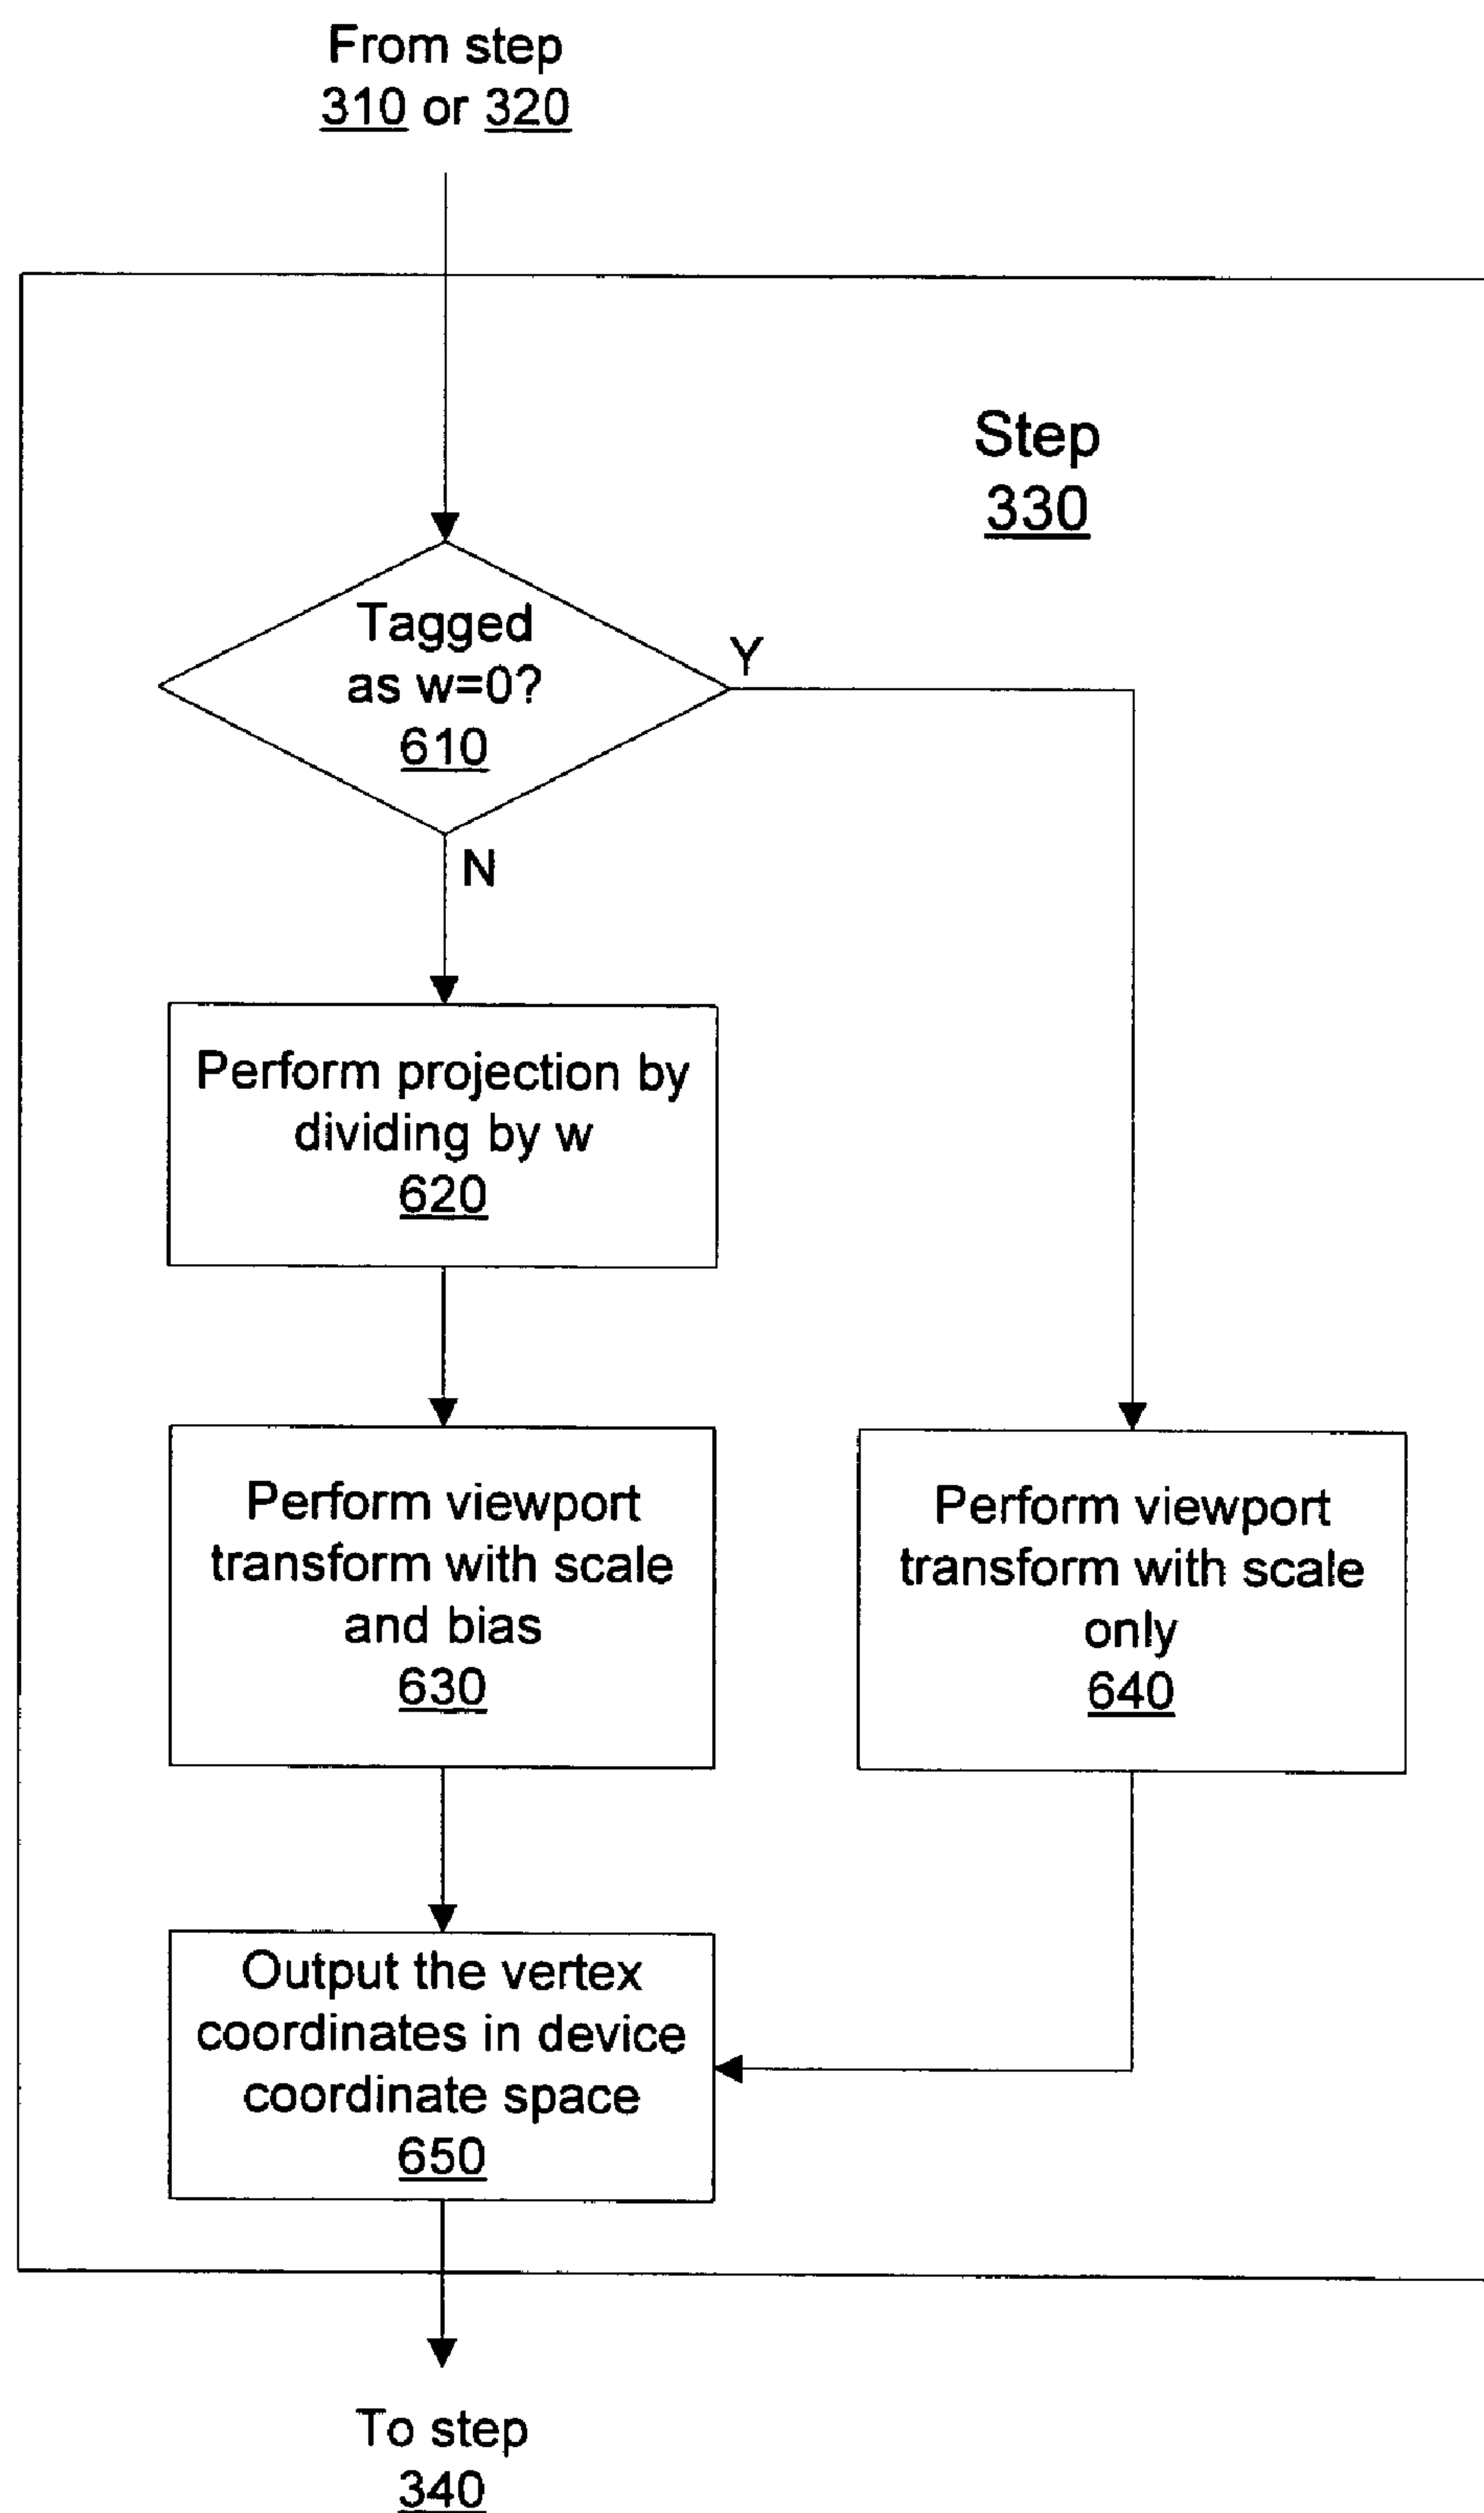 From step
310 or 320
Step
330
Tagged
as w=0?
610
Y
N
Perform projection by
dividing by w
620
Perform viewport
transform with scale
and bias
630
Perform viewport
transform with scale
only
640
Output the vertex
coordinates in device
coordinate space
650
To step
340